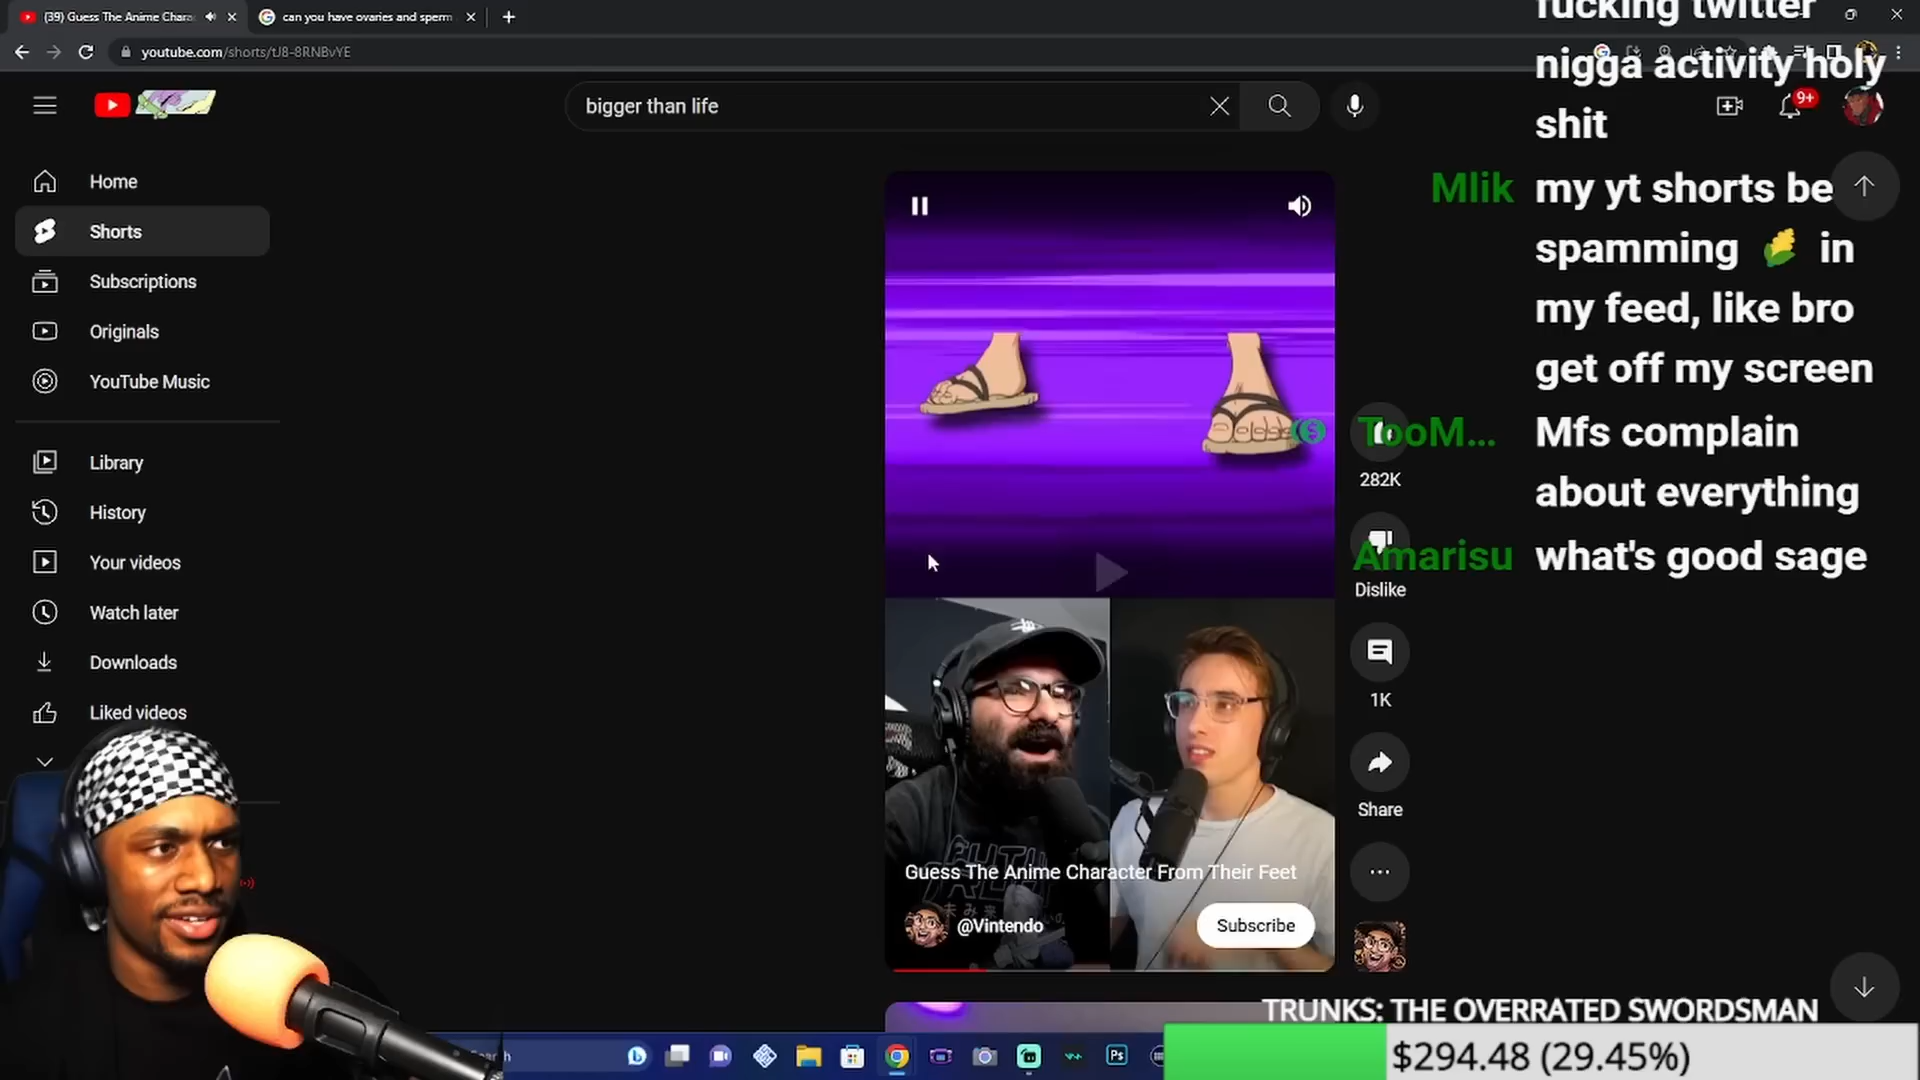 (39) Guess The Anime Chara
can you have ovaries and sperm
youtube.com/shorts/tJ8-8RNBvYE
bigger than life
9+
Home
Shorts
Subscriptions
Originals
YouTube Music
Library
History
Your videos
Watch later
Downloads
Liked videos
282K
Dislike
1K
Share
Guess The Anime Character From Their Feet
@Vintendo
Subscribe
fucking twitter
nigga activity holy
shit
Mlik my yt shorts be
spamming 🌽 in
my feed, like bro
get off my screen
TooM... Mfs complain
about everything
Amarisu what's good sage
TRUNKS: THE OVERRATED SWORDSMAN
$294.48 (29.45%)
Ps